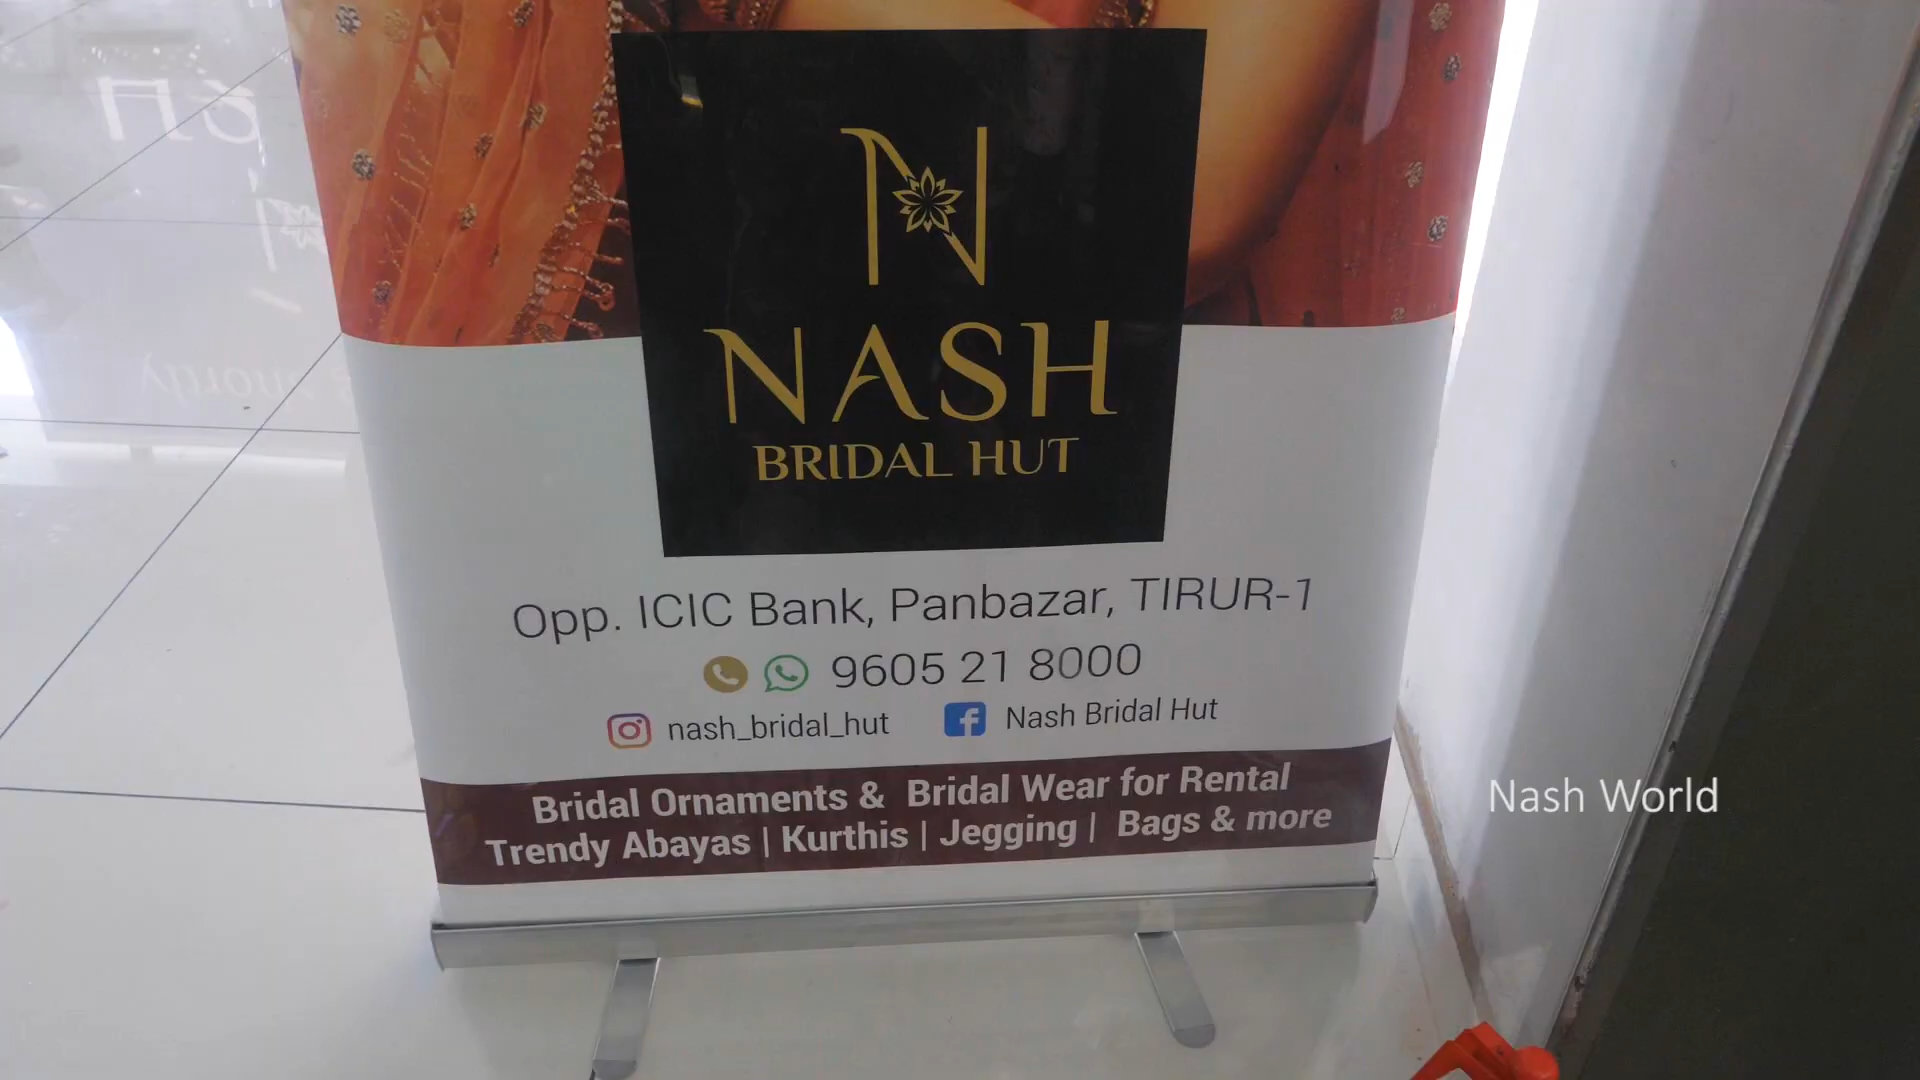 N
NASH
BRIDAL HUT
Opp. ICIC Bank, Panbazar, TIRUR-1
9605 21 8000
nash_bridal_hut
Nash Bridal Hut
Bridal Ornaments & Bridal Wear for Rental
Trendy Abayas | Kurthis | Jegging | Bags & more
Nash World